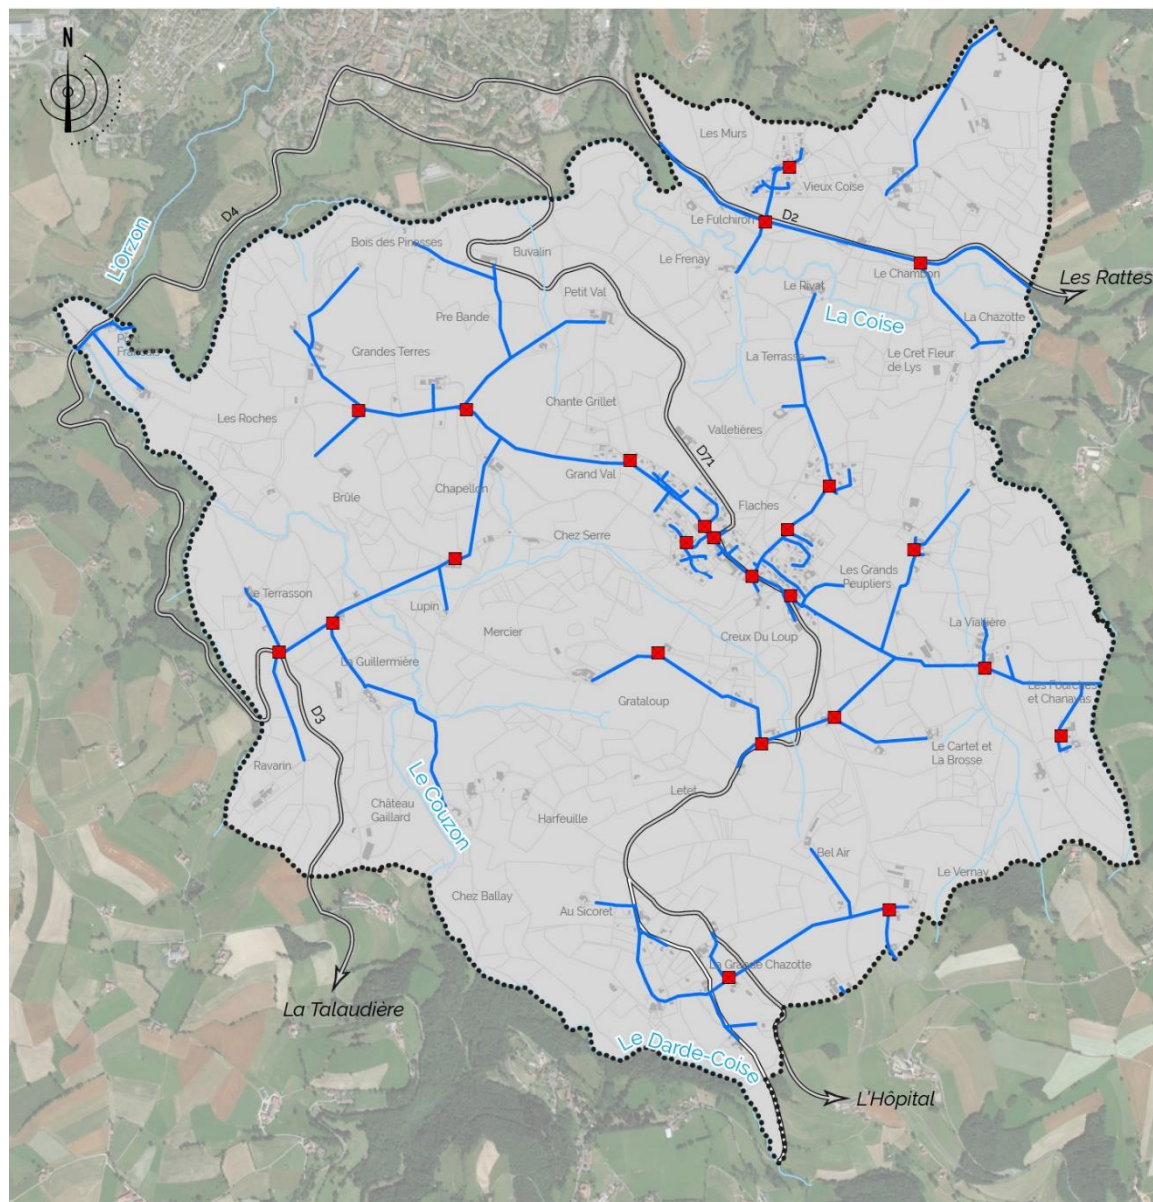 N
Les Murs
Vieux Coise
D4
L'Orzon
Le Fulchiron
D2
Bois des Pinasses
Buvalin
Le Frenay
Le Chambon
Les Rattes
Petit Val
Le Rival
La Coise
La Chazotte
Pré Bande
Grandes Terres
La Terrasse
Le Cret Fleur
de Lys
Chante Grillet
Les Roches
Valletières
D71
Grand Val
Chapellon
Brûle
Flaches
Chez Serre
Les Grands
Peupliers
Le Terrasson
Lupin
Mercier
Creux Du Loup
La Viallière
La Guillermière
Grataloup
Les Fourches
et Chanavas
D3
Le Cartet et
La Brosse
Ravarin
Letet
Château
Gaillard
Le Couzon
Harfeuille
Bel Air
Le Vernay
Chez Ballay
Au Sicoret
La Grande Chazotte
La Talaudière
Le Darde-Coise
L'Hôpital